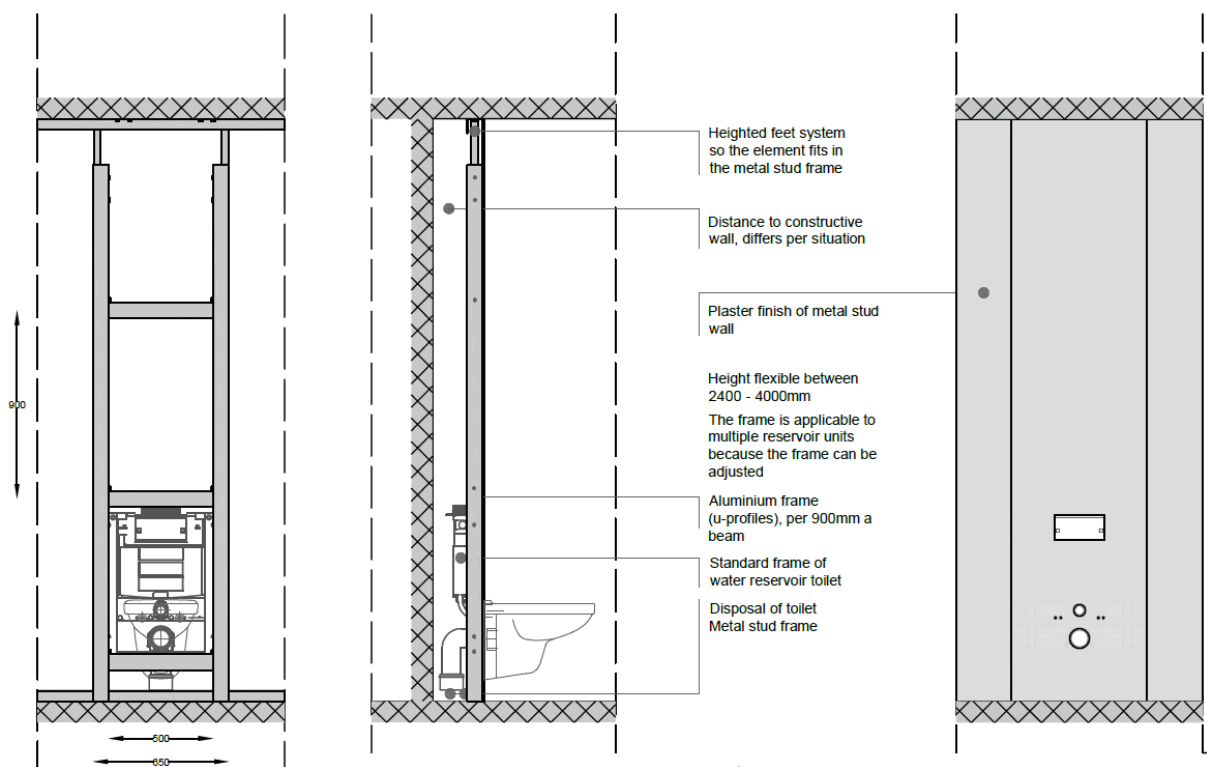 900
500
650
Heighted feet system
so the element fits in
the metal stud frame
Distance to constructive
wall, differs per situation
Plaster finish of metal stud
wall
Height flexible between
2400 - 4000mm
The frame is applicable to
multiple reservoir units
because the frame can be
adjusted
Aluminium frame
(u-profiles), per 900mm a
beam
Standard frame of
water reservoir toilet
Disposal of toilet
Metal stud frame